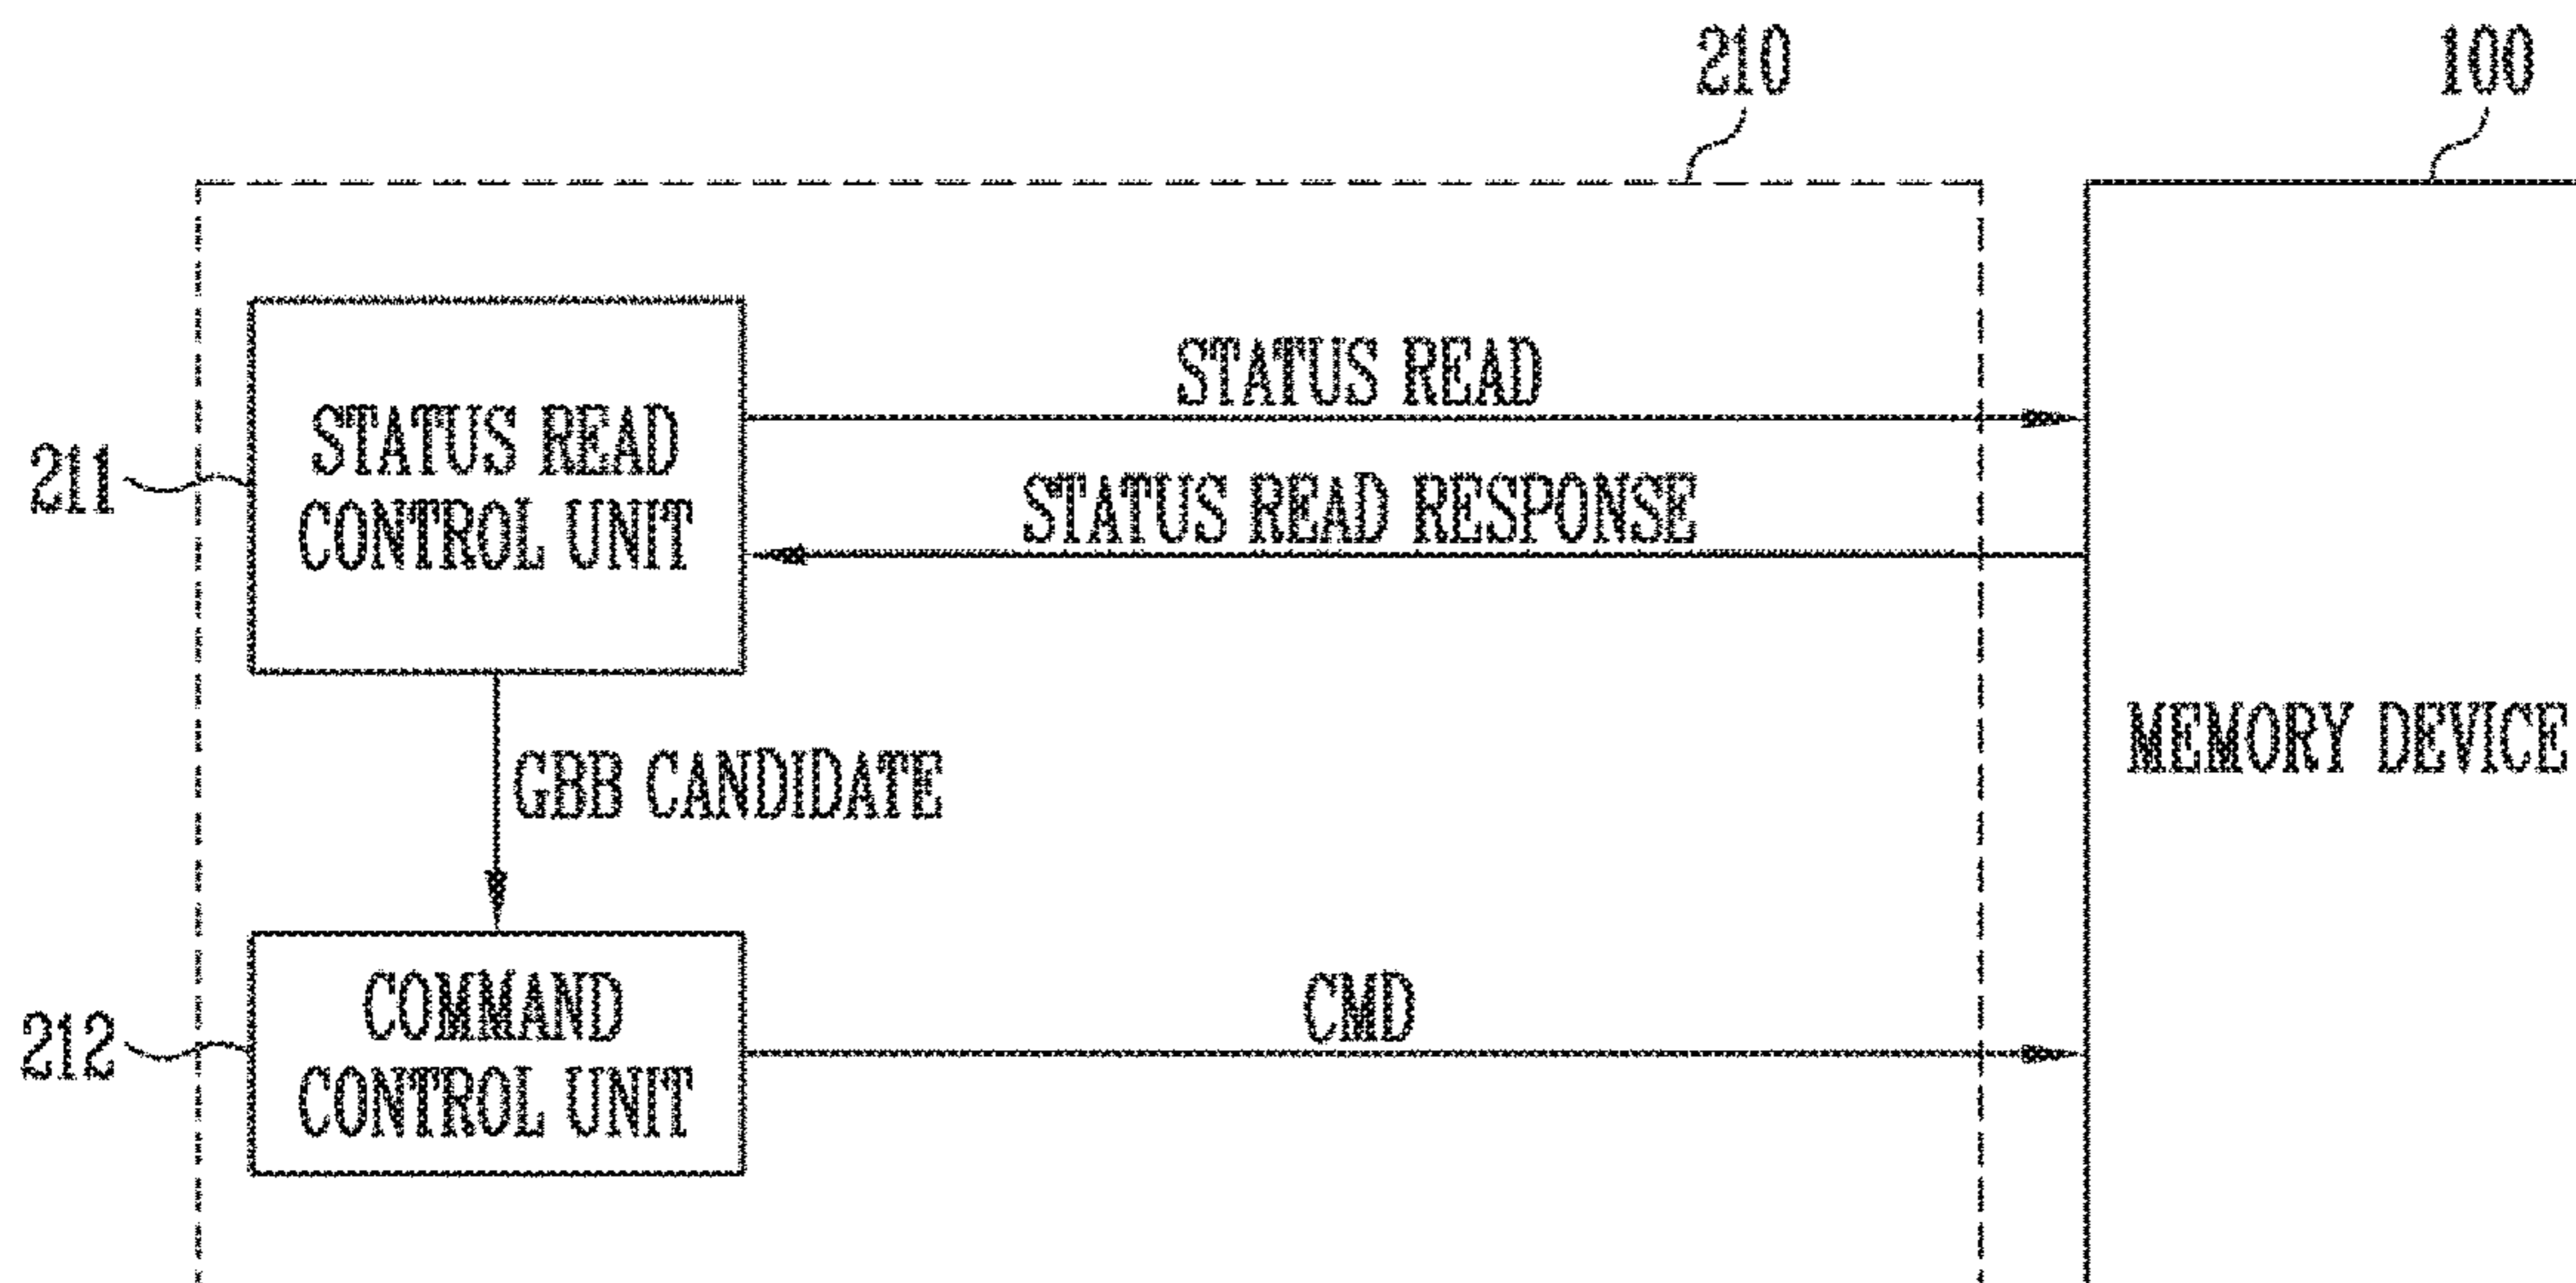 210
100
STATUS READ
CONTROL UNIT
211
STATUS READ
STATUS READ RESPONSE
GBB CANDIDATE
MEMORY DEVICE
COMMAND
CONTROL UNIT
212
CMD